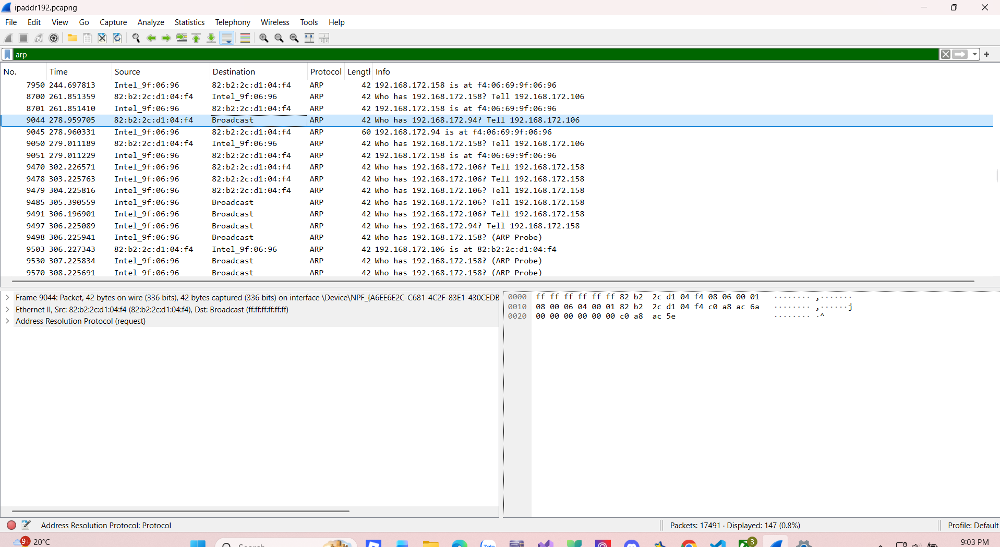 ipaddr192.pcapng
File Edit View Go Capture Analyze Statistics Telephony Wireless Tools Help
arp
No. Time Source Destination Protocol Length Info
7950 244.697813 Intel_9f:06:96 82:b2:2c:d1:04:f4 ARP 42 192.168.172.158 is at f4:06:69:9f:06:96
8700 261.851359 82:b2:2c:d1:04:f4 Intel_9f:06:96 ARP 42 Who has 192.168.172.158? Tell 192.168.172.106
8701 261.851410 Intel_9f:06:96 82:b2:2c:d1:04:f4 ARP 42 192.168.172.158 is at f4:06:69:9f:06:96
9044 278.959705 82:b2:2c:d1:04:f4 Broadcast ARP 42 Who has 192.168.172.94? Tell 192.168.172.106
9045 278.960331 Intel_9f:06:96 82:b2:2c:d1:04:f4 ARP 60 192.168.172.94 is at f4:06:69:9f:06:96
9050 279.011189 82:b2:2c:d1:04:f4 Intel_9f:06:96 ARP 42 Who has 192.168.172.158? Tell 192.168.172.106
9051 279.011229 Intel_9f:06:96 82:b2:2c:d1:04:f4 ARP 42 192.168.172.158 is at f4:06:69:9f:06:96
9470 302.226571 Intel_9f:06:96 82:b2:2c:d1:04:f4 ARP 42 Who has 192.168.172.106? Tell 192.168.172.158
9478 303.225763 Intel_9f:06:96 82:b2:2c:d1:04:f4 ARP 42 Who has 192.168.172.106? Tell 192.168.172.158
9479 304.225816 Intel_9f:06:96 82:b2:2c:d1:04:f4 ARP 42 Who has 192.168.172.106? Tell 192.168.172.158
9485 305.390559 Intel_9f:06:96 Broadcast ARP 42 Who has 192.168.172.106? Tell 192.168.172.158
9491 306.196901 Intel_9f:06:96 Broadcast ARP 42 Who has 192.168.172.106? Tell 192.168.172.158
9497 306.225089 Intel_9f:06:96 Broadcast ARP 42 Who has 192.168.172.94? Tell 192.168.172.158
9498 306.225941 Intel_9f:06:96 Broadcast ARP 42 Who has 192.168.172.158? (ARP Probe)
9503 306.227343 82:b2:2c:d1:04:f4 Intel_9f:06:96 ARP 42 192.168.172.106 is at 82:b2:2c:d1:04:f4
9530 307.225834 Intel_9f:06:96 Broadcast ARP 42 Who has 192.168.172.158? (ARP Probe)
9570 308.225691 Intel 9f:06:96 Broadcast ARP 42 Who has 192.168.172.158? (ARP Probe)
Frame 9044: Packet, 42 bytes on wire (336 bits), 42 bytes captured (336 bits) on interface \Device\NPF_{A6EE6E2C-C681-4C2F-83E1-430CEDB
Ethernet II, Src: 82:b2:2c:d1:04:f4 (82:b2:2c:d1:04:f4), Dst: Broadcast (ff:ff:ff:ff:ff:ff)
Address Resolution Protocol (request)
0000 ff ff ff ff ff ff 82 b2 2c d1 04 f4 08 06 00 01 ········ ,·······
0010 08 00 06 04 00 01 82 b2 2c d1 04 f4 c0 a8 ac 6a ········ ,······j
0020 00 00 00 00 00 00 c0 a8 ac 5e ········ ·^
Address Resolution Protocol: Protocol
Packets: 17491 · Displayed: 147 (0.8%)
Profile: Default
9+ 20°C
Search
Zalo
3
9:03 PM